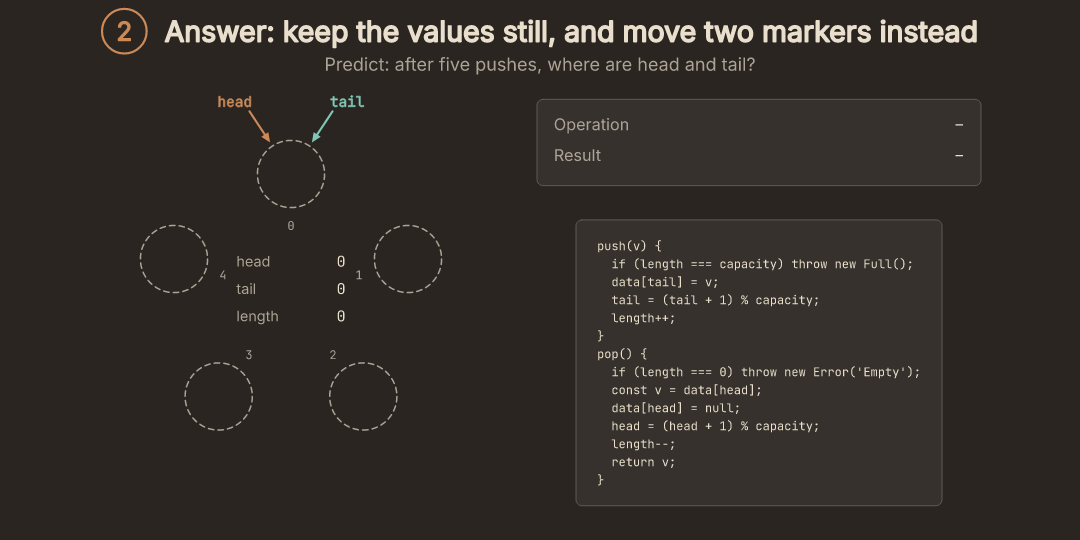 2 Answer: keep the values still, and move two markers instead
Predict: after five pushes, where are head and tail?
head tail
0
4
1
3
2
head 0
tail 0
length 0
Operation –
Result –
push(v) {
  if (length === capacity) throw new Full();
  data[tail] = v;
  tail = (tail + 1) % capacity;
  length++;
}
pop() {
  if (length === 0) throw new Error('Empty');
  const v = data[head];
  data[head] = null;
  head = (head + 1) % capacity;
  length--;
  return v;
}